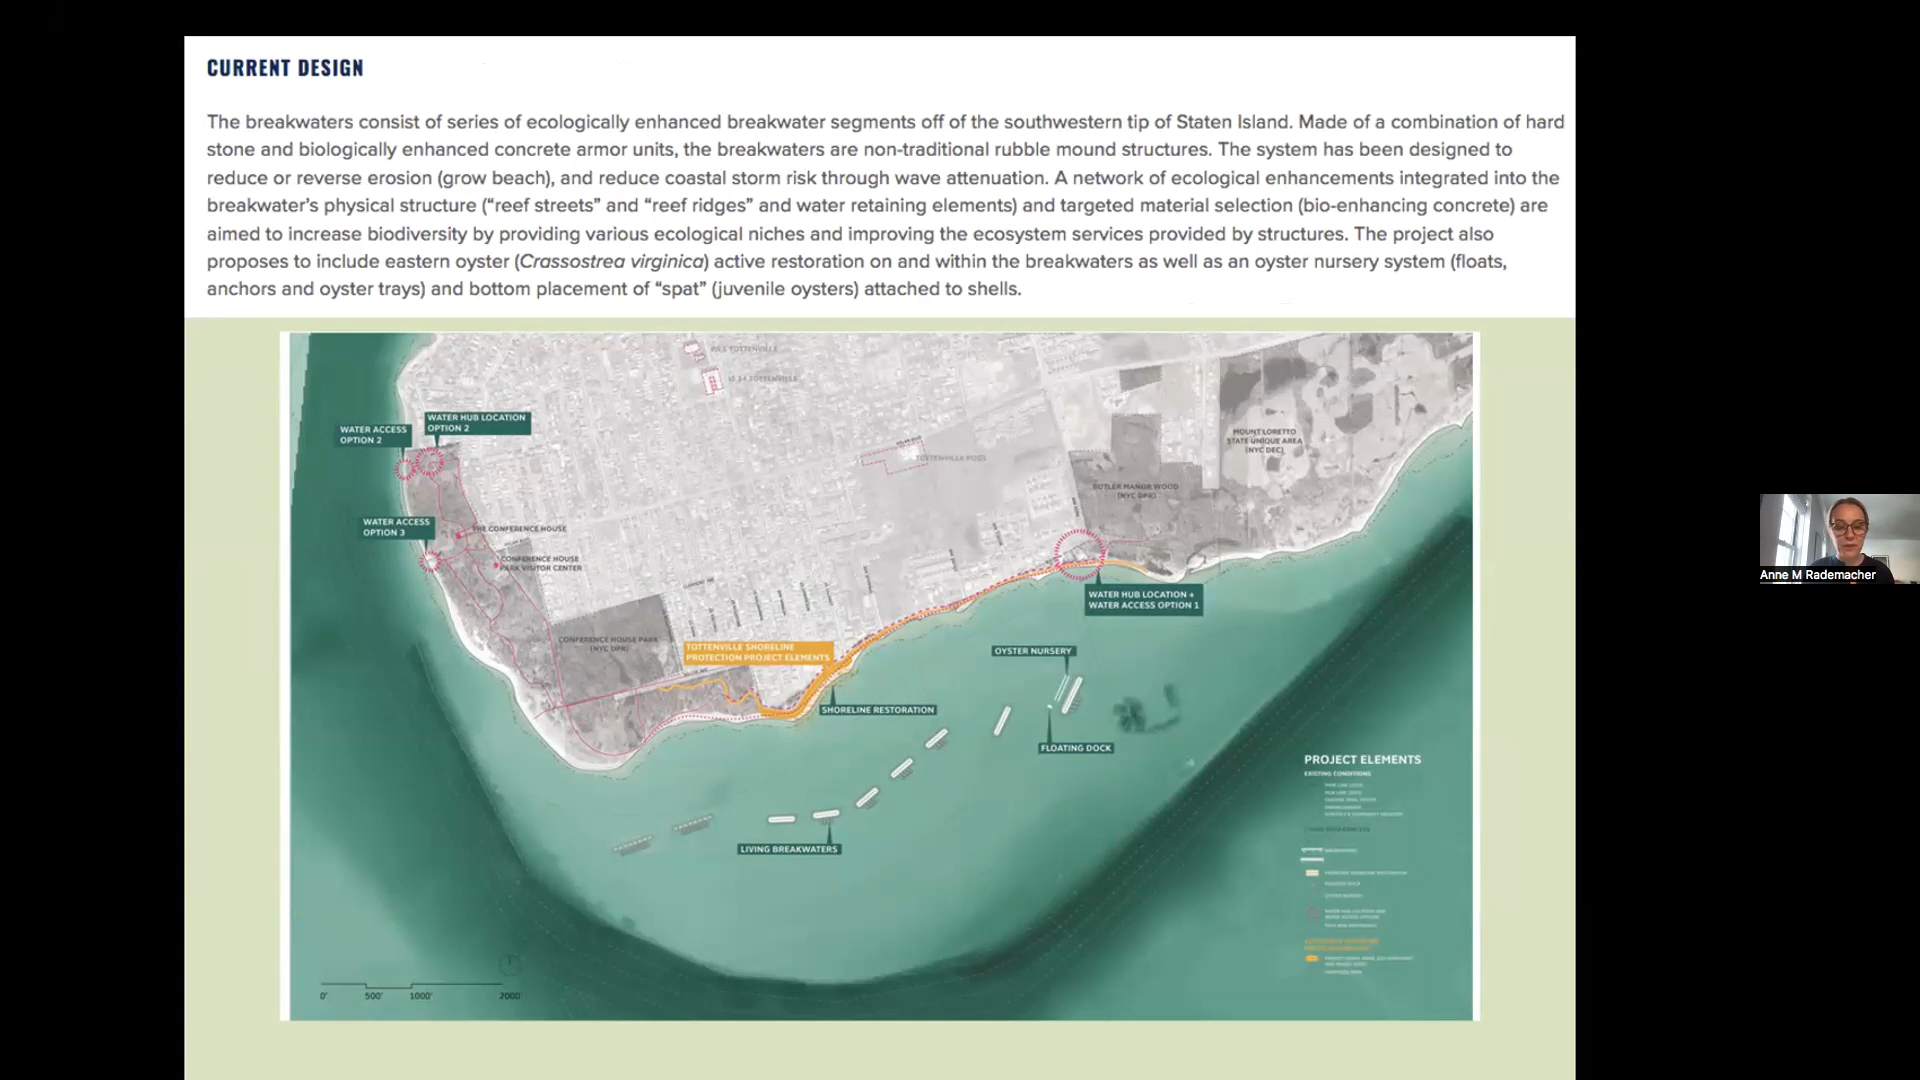 CURRENT DESIGN
The breakwaters consist of series of ecologically enhanced breakwater segments off of the southwestern tip of Staten Island. Made of a combination of hard
stone and biologically enhanced concrete armor units, the breakwaters are non-traditional rubble mound structures. The system has been designed to
reduce or reverse erosion (grow beach), and reduce coastal storm risk through wave attenuation. A network of ecological enhancements integrated into the
breakwater's physical structure (“reef streets” and “reef ridges” and water retaining elements) and targeted material selection (bio-enhancing concrete) are
aimed to increase biodiversity by providing various ecological niches and improving the ecosystem services provided by structures. The project also
proposes to include eastern oyster (Crassostrea virginica) active restoration on and within the breakwaters as well as an oyster nursery system (floats,
anchors and oyster trays) and bottom placement of “spat” (juvenile oysters) attached to shells.
TOTTENVILLE
IS 34 TOTTENVILLE
WATER HUB LOCATION
OPTION 2
WATER ACCESS
OPTION 2
MOUNT LORETTO
STATE UNIQUE AREA
(NYC DEC)
TOTTENVILLE POOL
BUTLER MANOR WOOD
(NYC DPR)
WATER ACCESS
OPTION 3
THE CONFERENCE HOUSE
CONFERENCE HOUSE
PARK VISITOR CENTER
Anne M Rademacher
WATER HUB LOCATION +
WATER ACCESS OPTION 1
CONFERENCE HOUSE PARK
(NYC DPR)
TOTTENVILLE SHORELINE
PROTECTION PROJECT ELEMENTS
OYSTER NURSERY
SHORELINE RESTORATION
FLOATING DOCK
LIVING BREAKWATERS
PROJECT ELEMENTS
EXISTING CONDITIONS
0' 500' 1000' 2000'